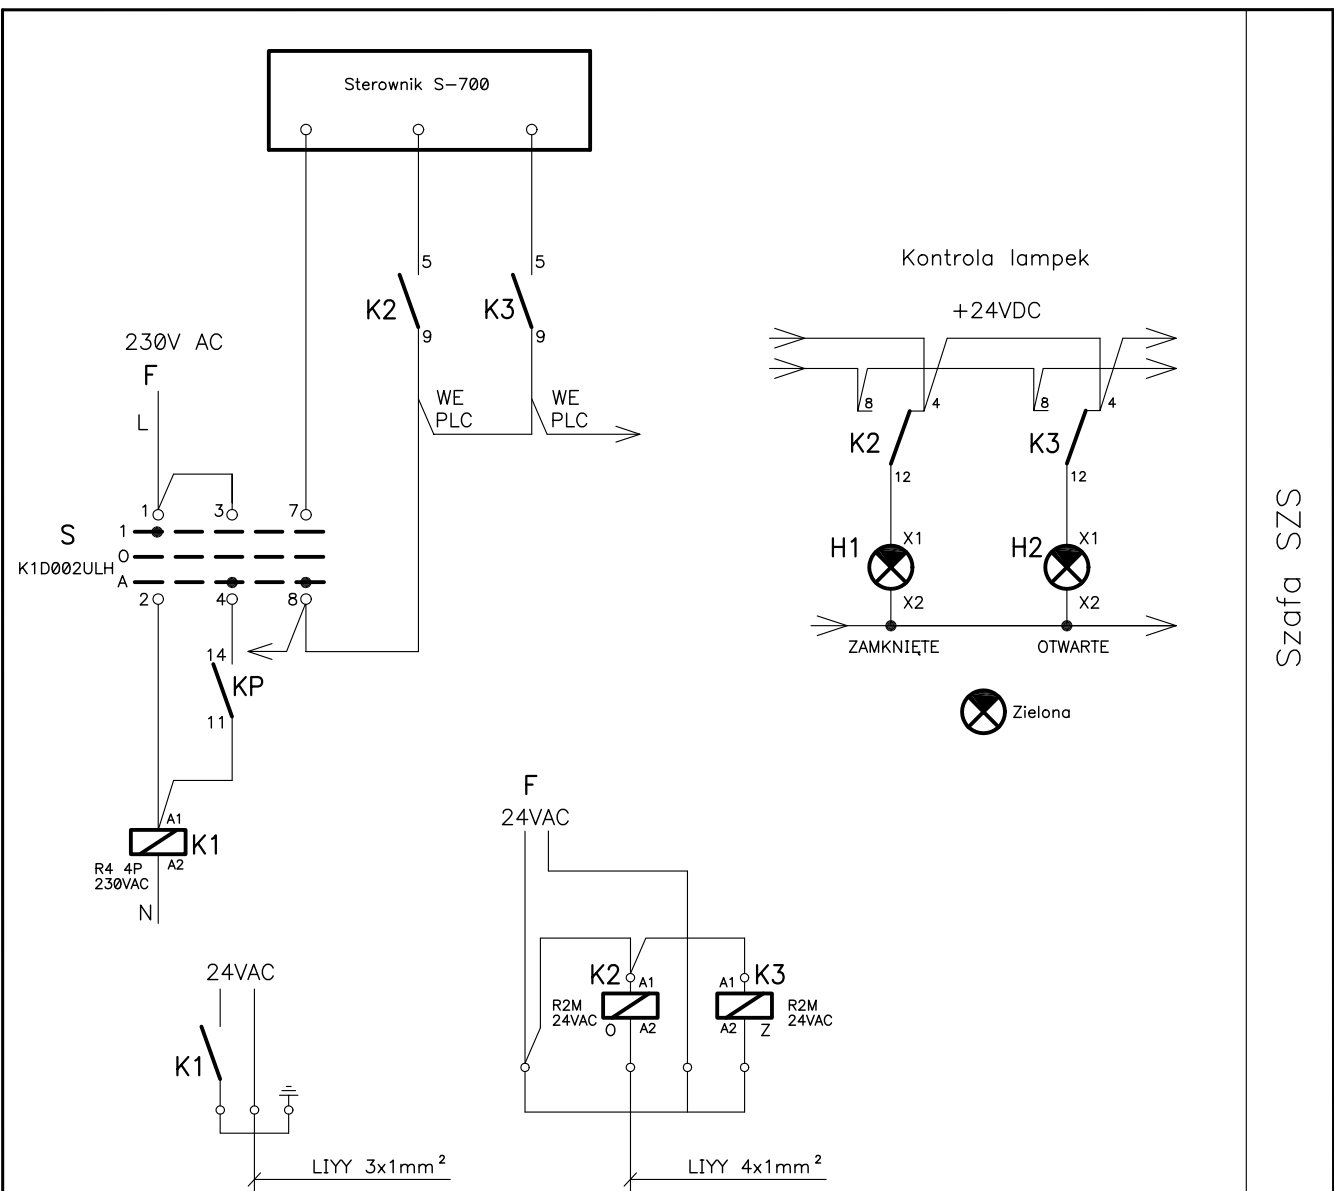 Sterownik S-700
5
5
K2
K3
9
9
WE
PLC
WE
PLC
230V AC
F
L
1
3
7
S
K1D002ULH
1
O
A
2
4
8
14
KP
11
A1
K1
A2
R4 4P
230VAC
N
Kontrola lampek
+24VDC
8
4
8
4
K2
K3
12
12
H1
X1
H2
X1
X2
X2
ZAMKNIĘTE
OTWARTE
Zielona
F
24VAC
K2
A1
A1
K3
R2M
24VAC
R2M
24VAC
O
A2
A2
Z
24VAC
K1
LIYY 3x1mm²
LIYY 4x1mm²
Szafa SZS